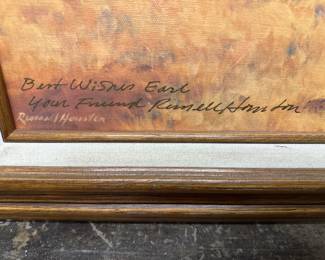 Best Wishes Earl
Your Friend Russell Houston
Russell Houston